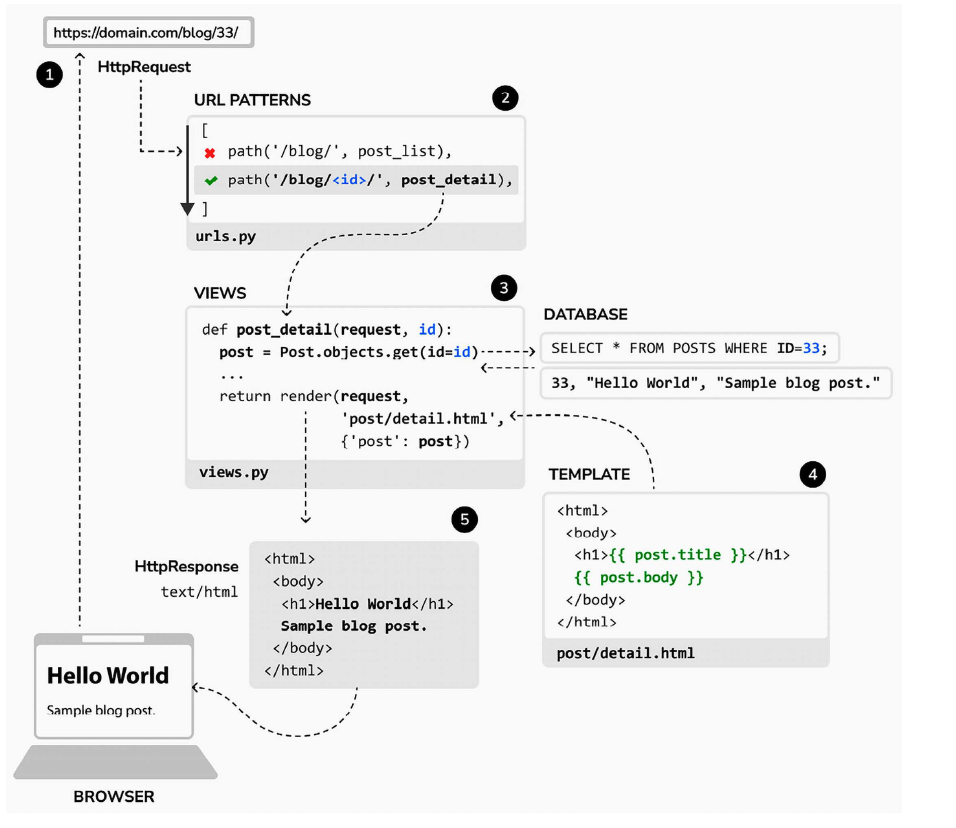 https://domain.com/blog/33/
1
HttpRequest
URL PATTERNS
2
[
path('/blog/', post_list),
path('/blog/<id>/', post_detail),
]
urls.py
VIEWS
3
def post_detail(request, id):
post = Post.objects.get(id=id)
...
return render(request,
'post/detail.html',
{'post': post})
views.py
DATABASE
SELECT * FROM POSTS WHERE ID=33;
33, "Hello World", "Sample blog post."
TEMPLATE
4
<html>
<body>
<h1>{{ post.title }}</h1>
{{ post.body }}
</body>
</html>
post/detail.html
5
HttpResponse
text/html
<html>
<body>
<h1>Hello World</h1>
Sample blog post.
</body>
</html>
Hello World
Sample blog post.
BROWSER